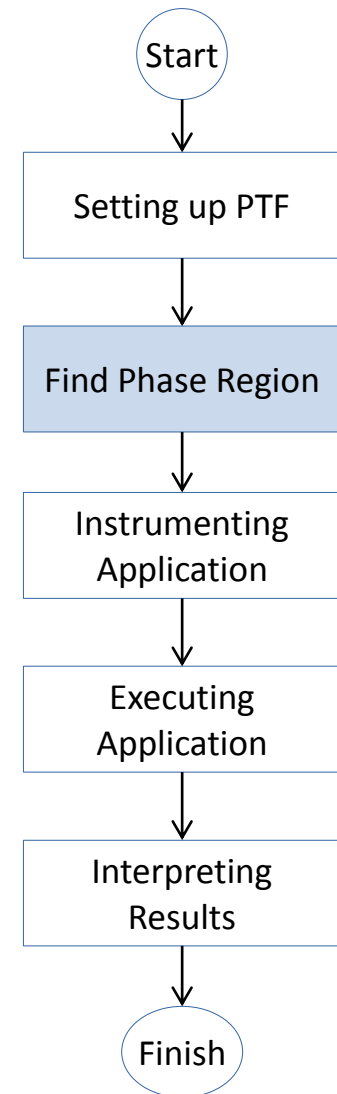 Start
Setting up PTF
Find Phase Region
Instrumenting
Application
Executing
Application
Interpreting
Results
Finish